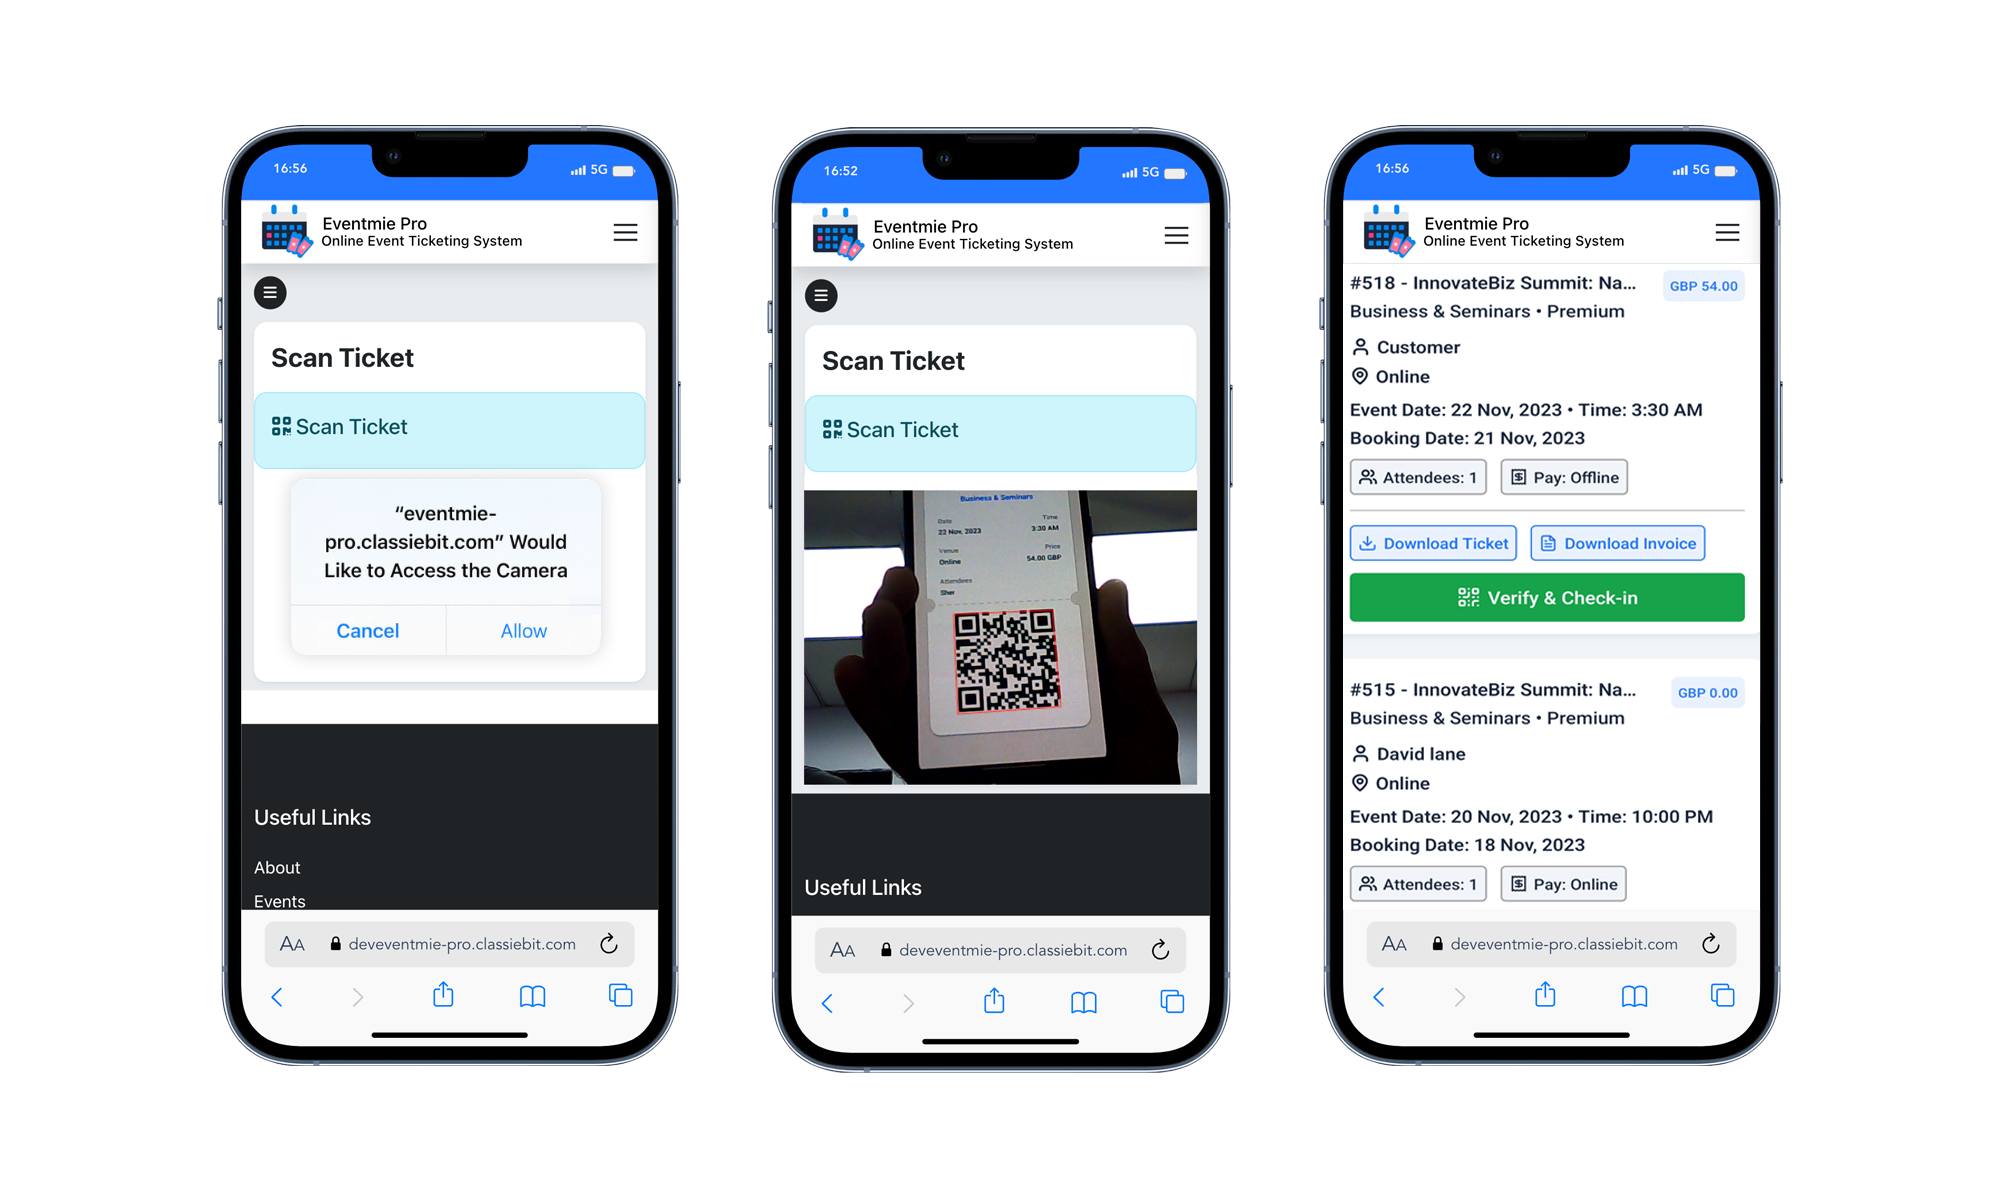 16:56
5G
Eventmie Pro
Online Event Ticketing System
Scan Ticket
Scan Ticket
“eventmie-
pro.classiebit.com” Would
Like to Access the Camera
Cancel
Allow
Useful Links
About
Events
AA
deveventmie-pro.classiebit.com
16:52
5G
Eventmie Pro
Online Event Ticketing System
Scan Ticket
Scan Ticket
Business & Seminars
Date
Time
22 Nov, 2023
3:30 AM
Venue
Price
Online
54.00 GBP
Attendees
Sher
Useful Links
AA
deveventmie-pro.classiebit.com
16:56
5G
Eventmie Pro
Online Event Ticketing System
#518 - InnovateBiz Summit: Na...
GBP 54.00
Business & Seminars • Premium
Customer
Online
Event Date: 22 Nov, 2023 • Time: 3:30 AM
Booking Date: 21 Nov, 2023
Attendees: 1
Pay: Offline
Download Ticket
Download Invoice
Verify & Check-in
#515 - InnovateBiz Summit: Na...
GBP 0.00
Business & Seminars • Premium
David lane
Online
Event Date: 20 Nov, 2023 • Time: 10:00 PM
Booking Date: 18 Nov, 2023
Attendees: 1
Pay: Online
AA
deveventmie-pro.classiebit.com